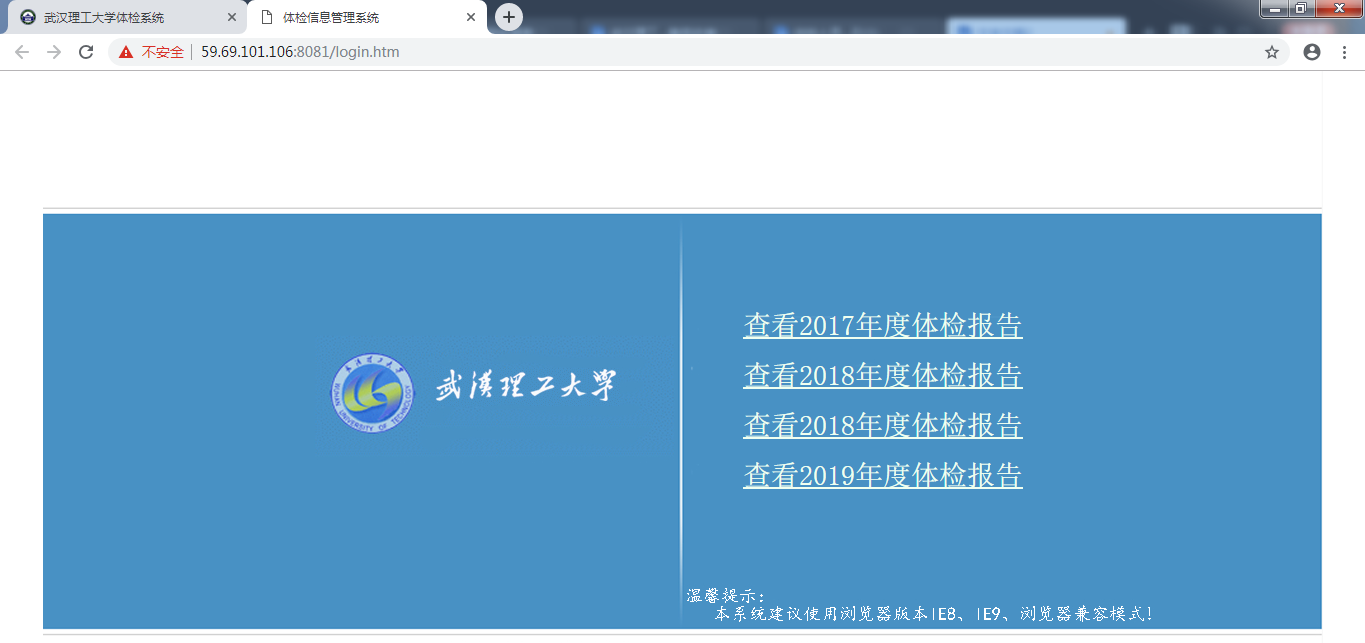 武汉理工大学体检系统
体检信息管理系统
不安全
59.69.101.106:8081/login.htm
武漢理工大學
WUHAN UNIVERSITY OF TECHNOLOGY
查看2017年度体检报告
查看2018年度体检报告
查看2018年度体检报告
查看2019年度体检报告
温馨提示：
本系统建议使用浏览器版本IE8、IE9、浏览器兼容模式!